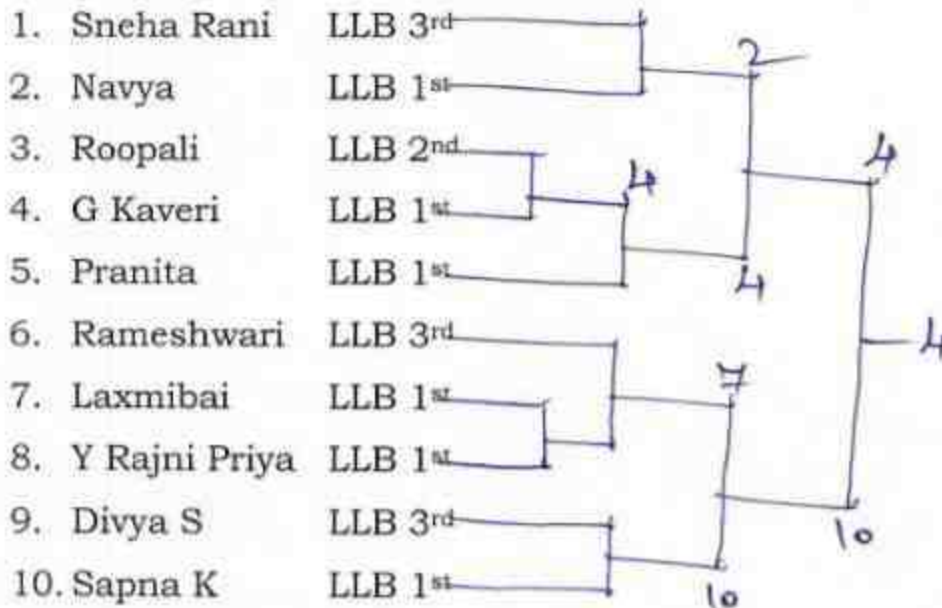 1. Sneha Rani LLB 3rd
2
2. Navya LLB 1st
3. Roopali LLB 2nd
4
4
4. G Kaveri LLB 1st
5. Pranita LLB 1st
4
6. Rameshwari LLB 3rd
4
7
7. Laxmibai LLB 1st
8. Y Rajni Priya LLB 1st
9. Divya S LLB 3rd
10
10. Sapna K LLB 1st
10